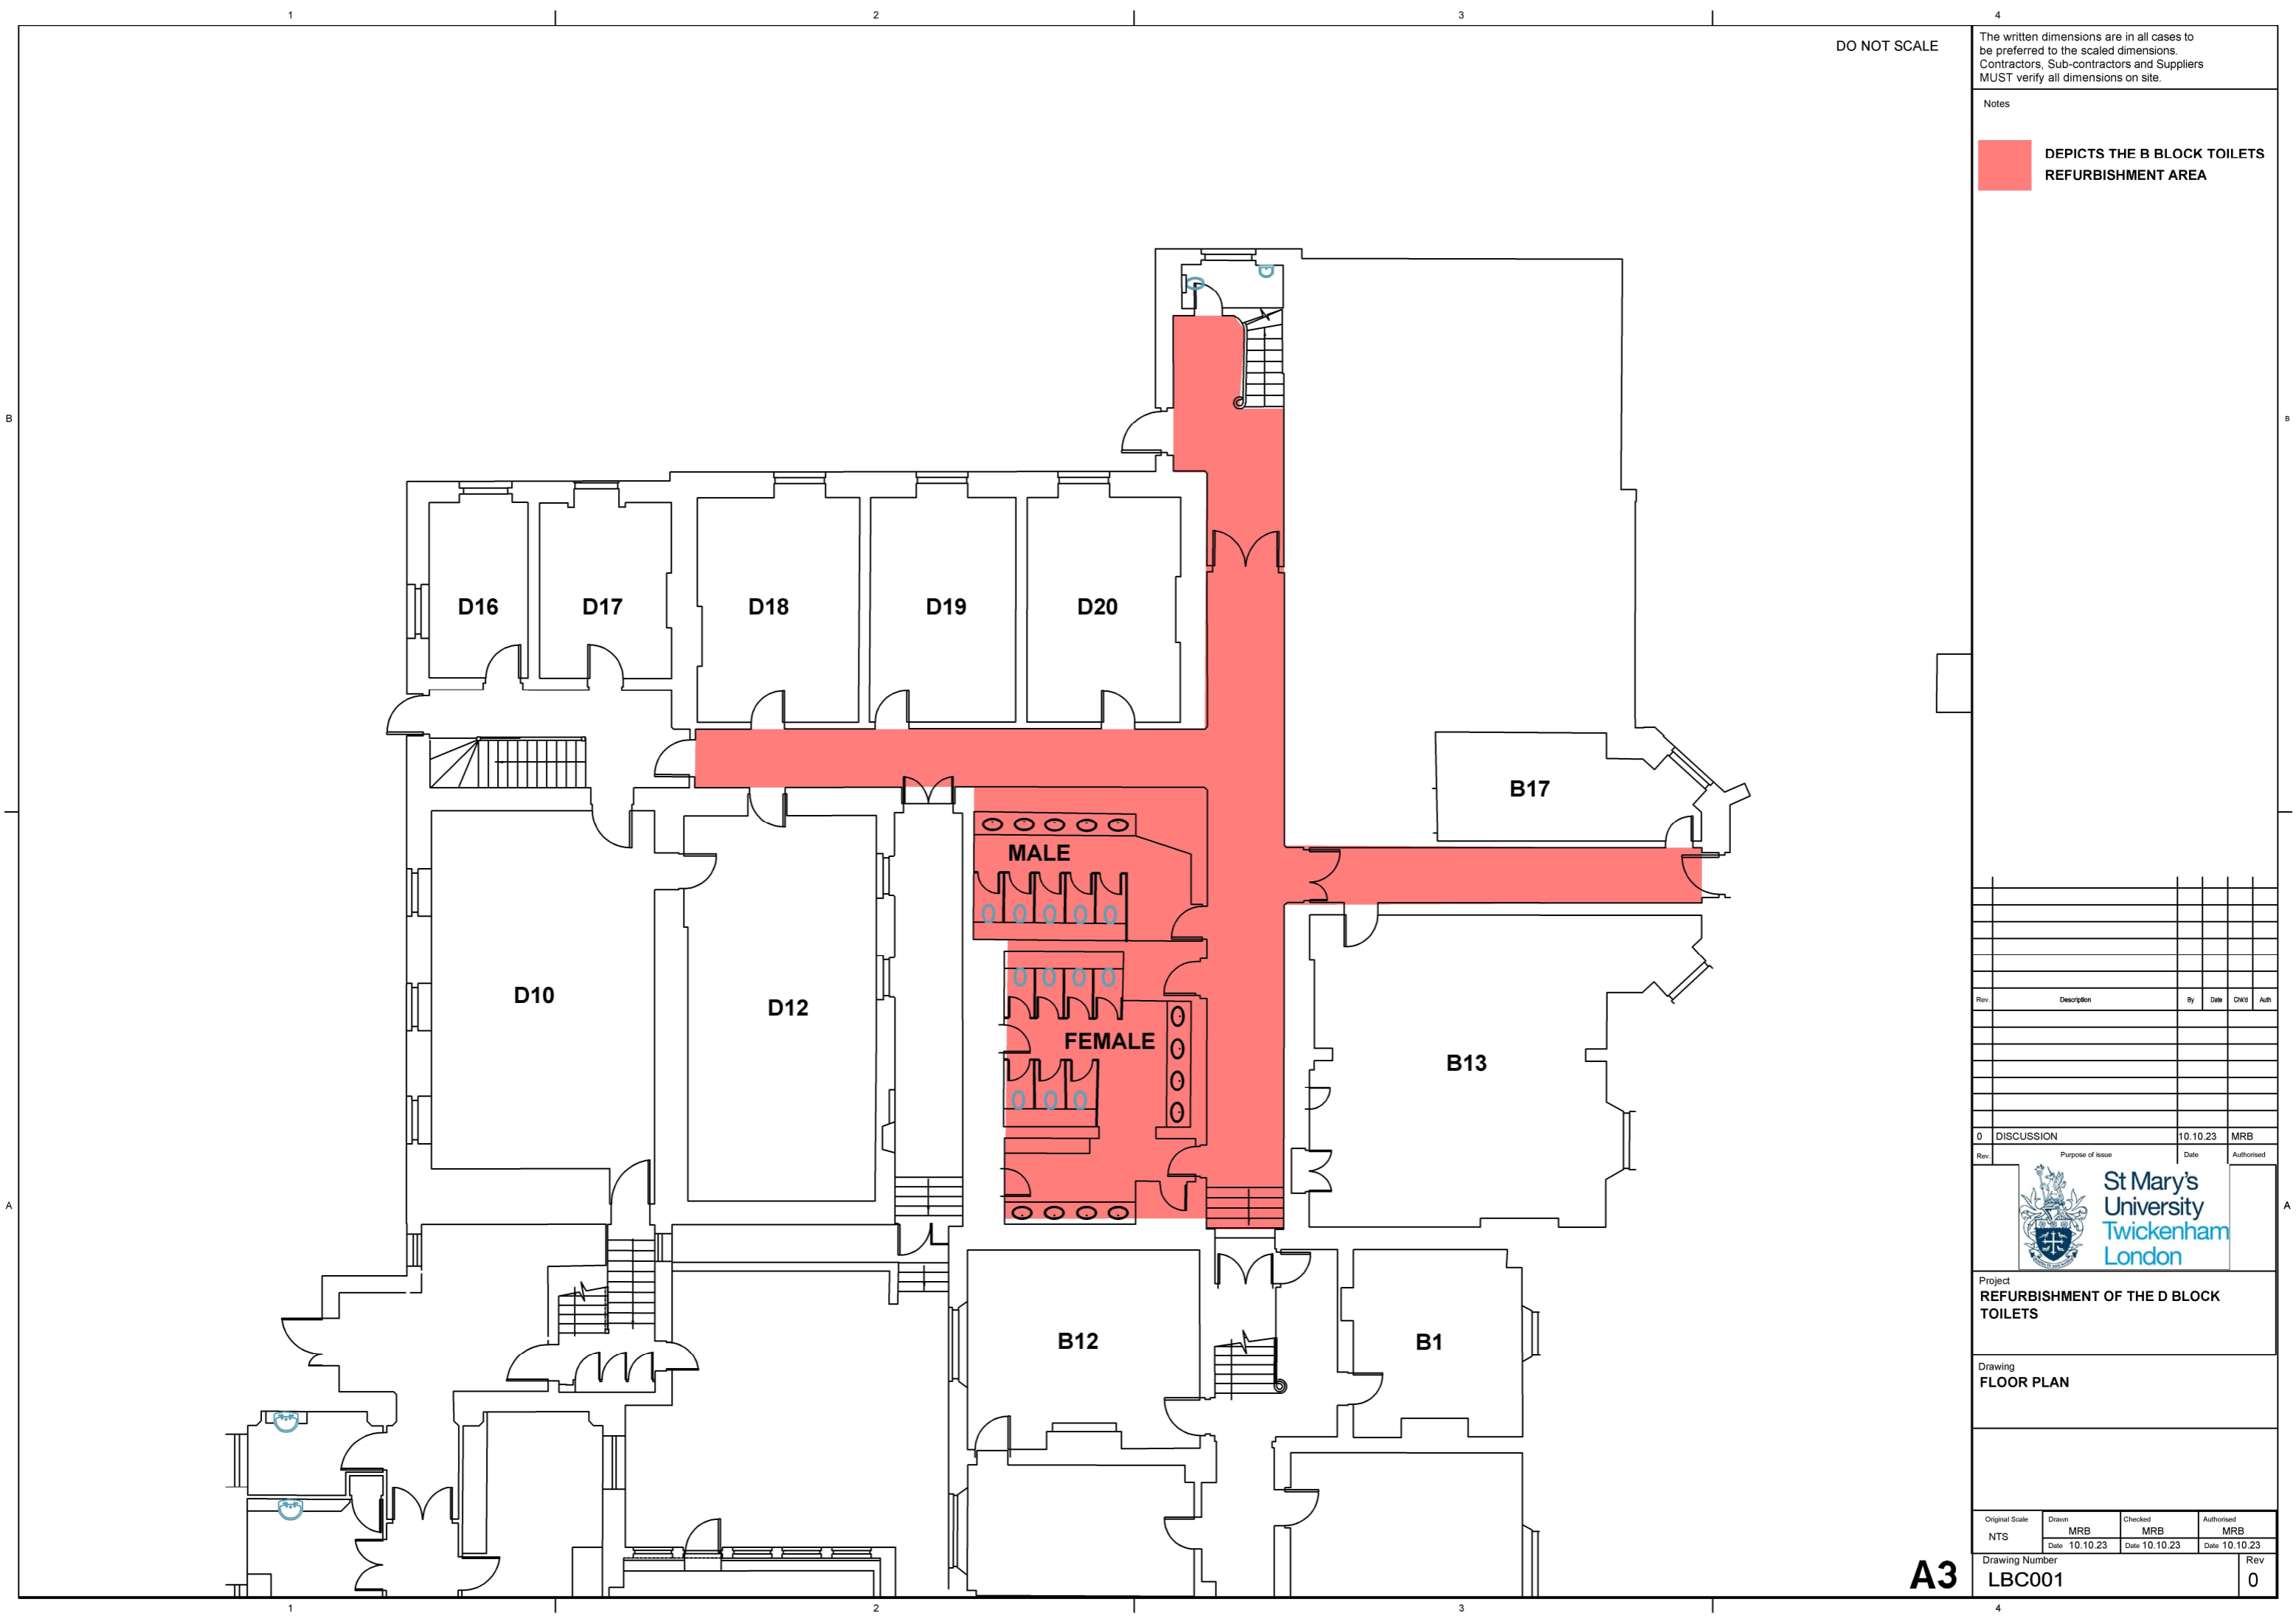 1
2
3
4
DO NOT SCALE
The written dimensions are in all cases to
be preferred to the scaled dimensions.
Contractors, Sub-contractors and Suppliers
MUST verify all dimensions on site.
Notes
DEPICTS THE B BLOCK TOILETS
REFURBISHMENT AREA
B
B
D16
D17
D18
D19
D20
B17
MALE
D10
D12
FEMALE
B13
B12
B1
A
A
Rev.
Description
By
Date
Chk'd
Auth
0
DISCUSSION
10.10.23
MRB
Rev.
Purpose of issue
Date
Authorised
St Mary's
University
Twickenham
London
Project
REFURBISHMENT OF THE D BLOCK
TOILETS
Drawing
FLOOR PLAN
Original Scale
NTS
Drawn
MRB
Date 10.10.23
Checked
MRB
Date 10.10.23
Authorised
MRB
Date 10.10.23
Drawing Number
LBC001
Rev
0
A3
1
2
3
4